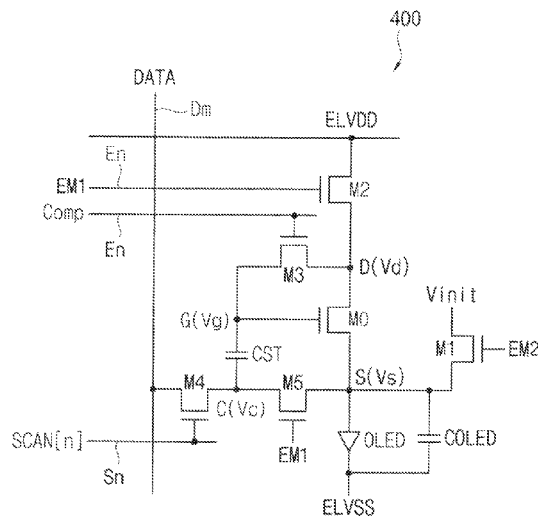 400
DATA
Dm
ELVDD
En
EM1
M2
Comp
En
M3
D(Vd)
Vinit
G(Vg)
M0
M1
EM2
CST
M4
M5
S(Vs)
C(Vc)
SCAN[n]
Sn
EM1
OLED
COLED
ELVSS